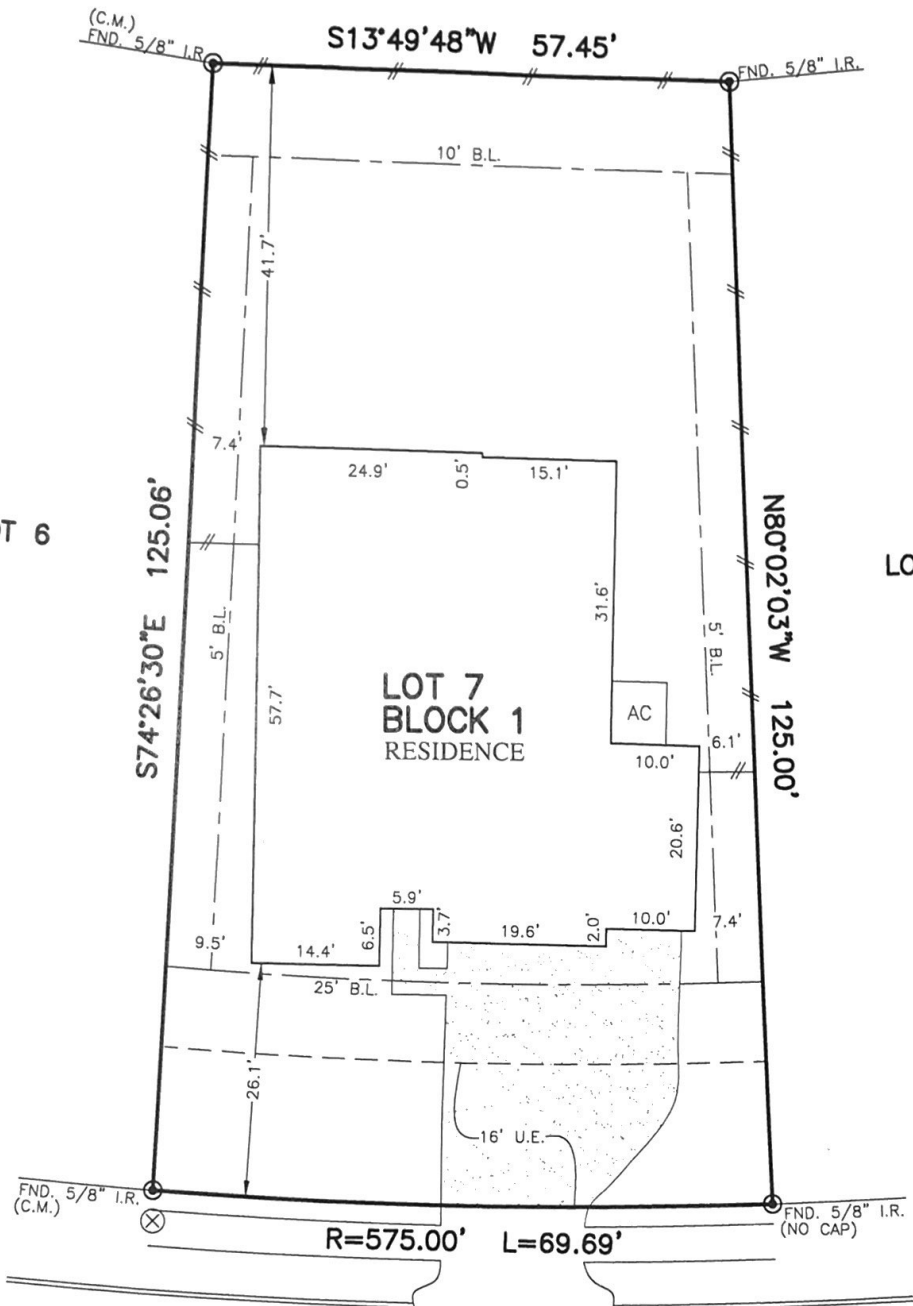 (C.M.)
FND. 5/8" I.R.
S13°49'48"W 57.45'
FND. 5/8" I.R.
10' B.L.
41.7'
7.4'
24.9'
0.5'
15.1'
S74°26'30"E 125.06'
T 6
LO
N80°02'03"W 125.00'
5' B.L.
57.7'
31.6'
5' B.L.
LOT 7
BLOCK 1
RESIDENCE
AC
6.1'
10.0'
20.6'
5.9'
6.5'
3.7'
19.6'
2.0'
10.0'
7.4'
9.5'
14.4'
25' B.L.
26.1'
16' U.E.
FND. 5/8" I.R.
(C.M.)
FND. 5/8" I.R.
(NO CAP)
R=575.00' L=69.69'